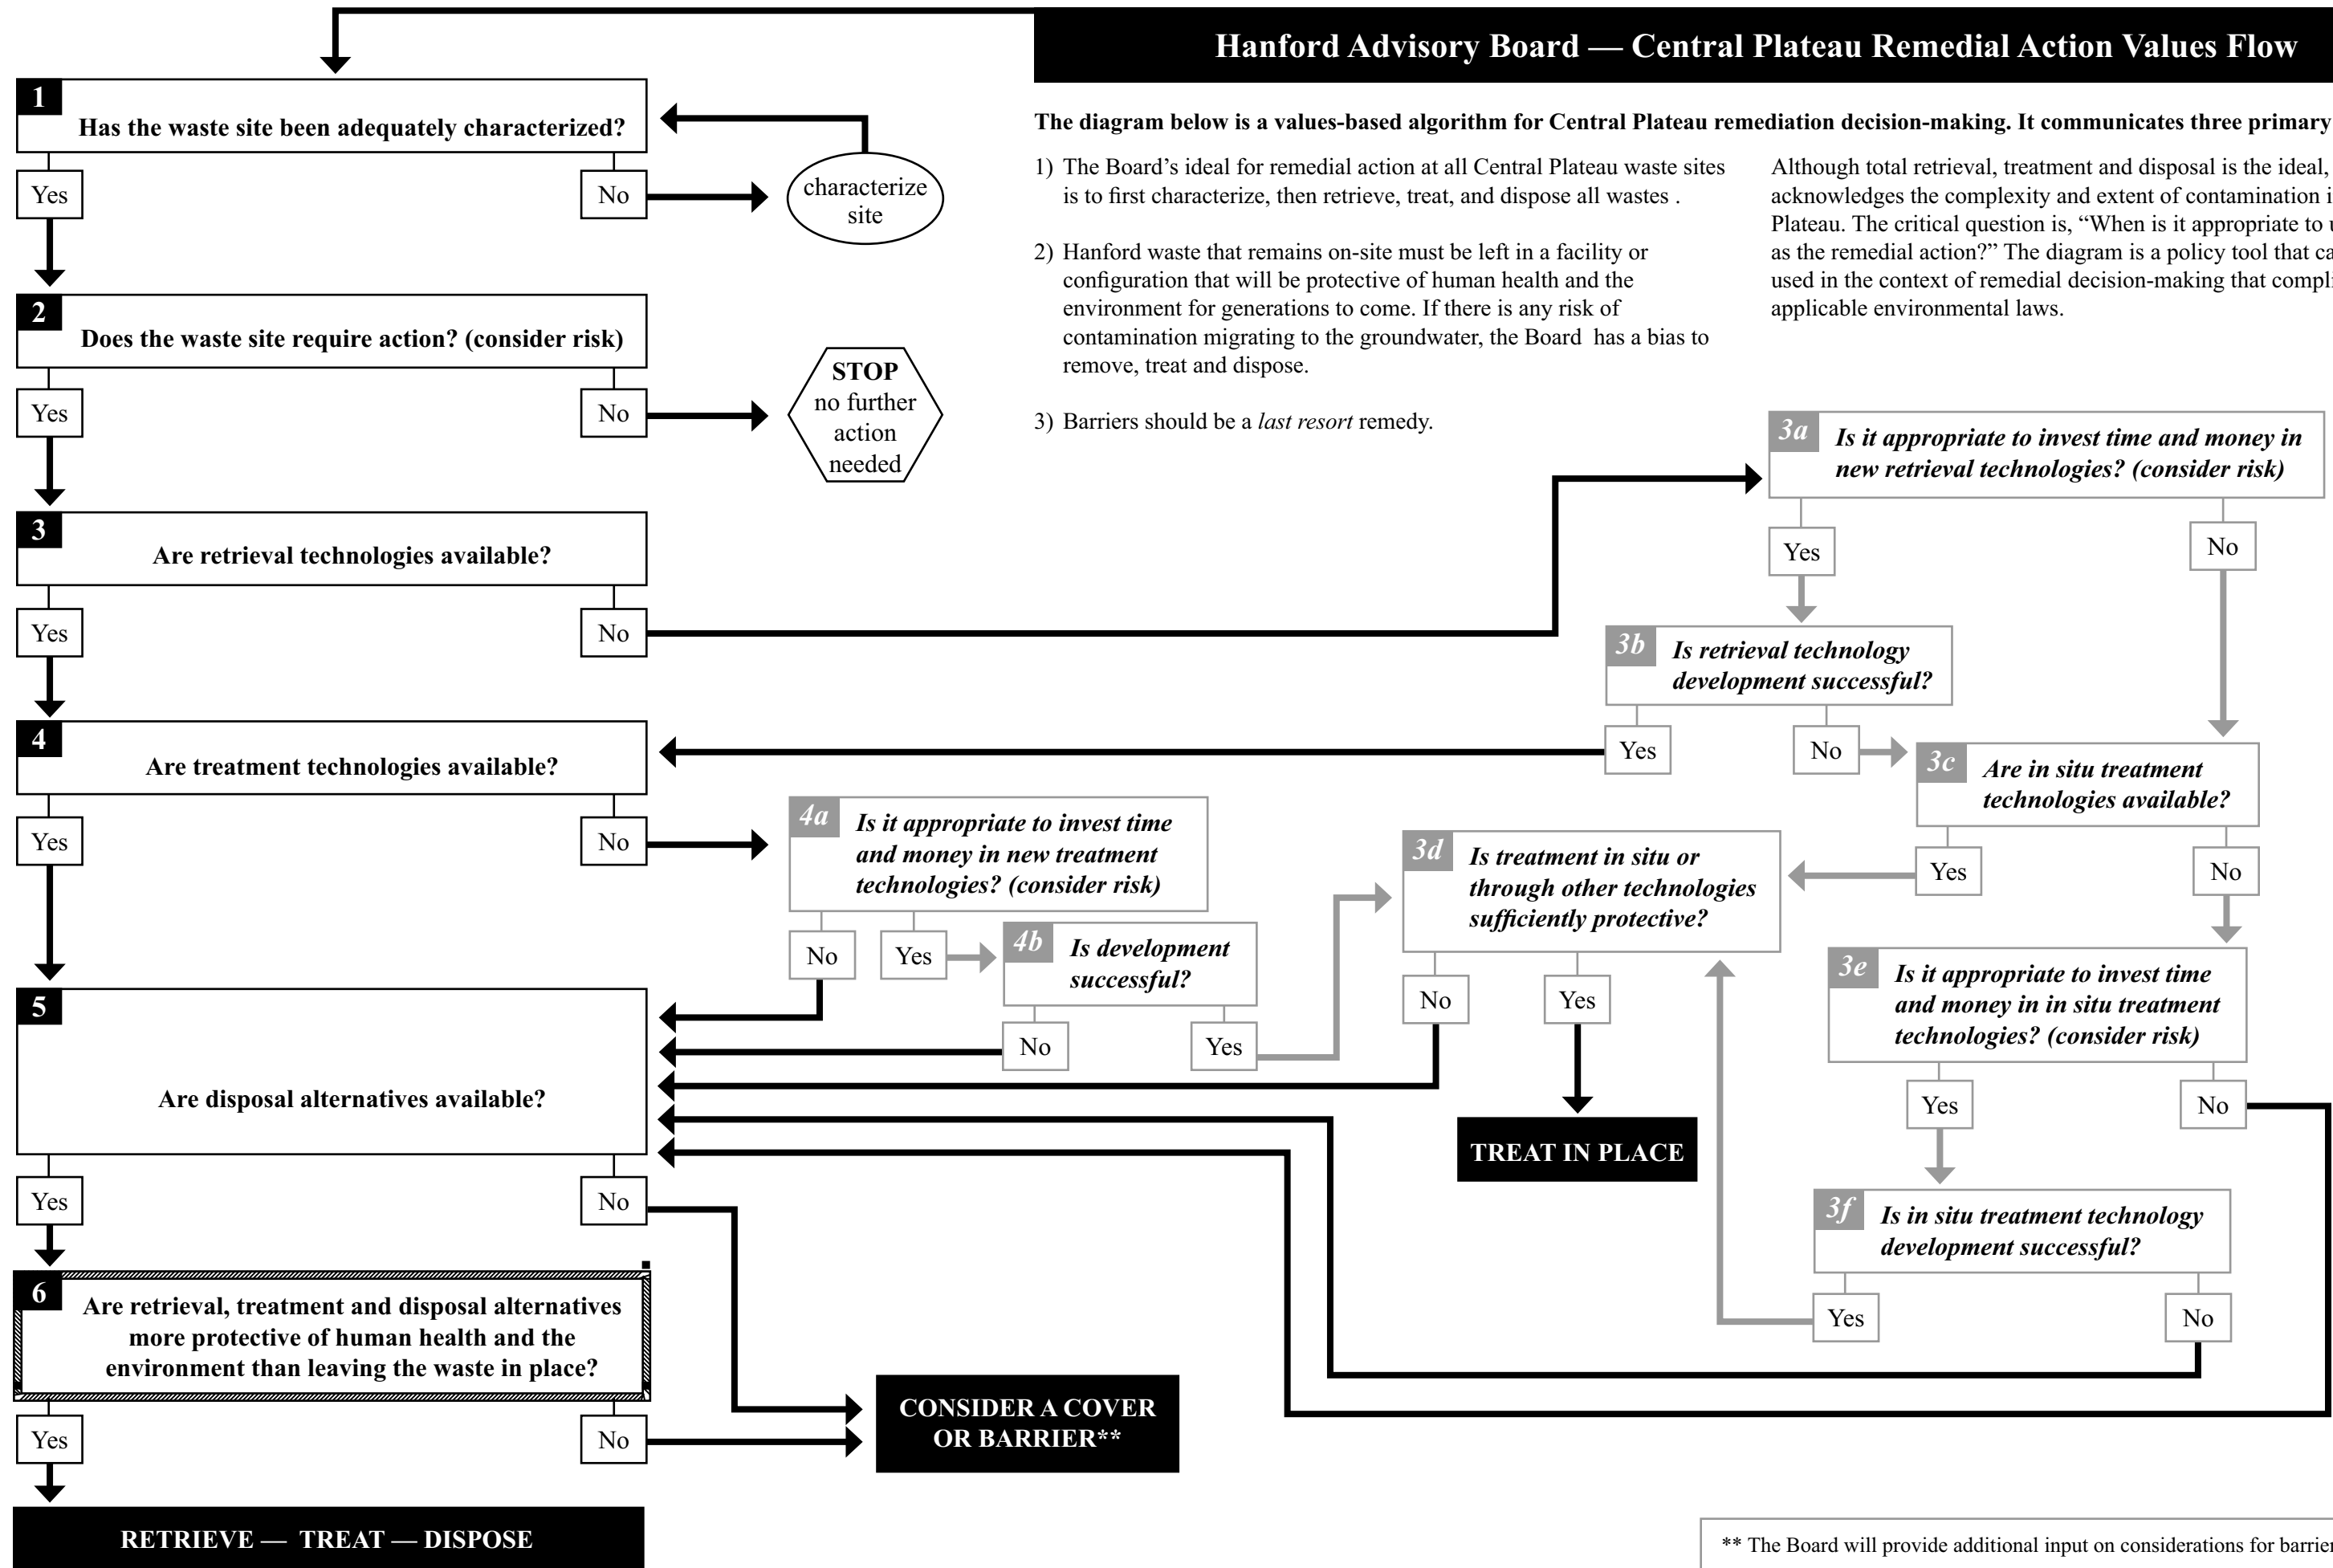 Hanford Advisory Board — Central Plateau Remedial Action Values Flow
The diagram below is a values-based algorithm for Central Plateau remediation decision-making. It communicates three primary
1) The Board’s ideal for remedial action at all Central Plateau waste sites
is to first characterize, then retrieve, treat, and dispose all wastes .
2) Hanford waste that remains on-site must be left in a facility or
configuration that will be protective of human health and the
environment for generations to come. If there is any risk of
contamination migrating to the groundwater, the Board has a bias to
remove, treat and dispose.
3) Barriers should be a last resort remedy.
Although total retrieval, treatment and disposal is the ideal,
acknowledges the complexity and extent of contamination i
Plateau. The critical question is, “When is it appropriate to u
as the remedial action?” The diagram is a policy tool that ca
used in the context of remedial decision-making that compli
applicable environmental laws.
1
Has the waste site been adequately characterized?
Yes
No
characterize
site
2
Does the waste site require action? (consider risk)
Yes
No
STOP
no further
action
needed
3
Are retrieval technologies available?
Yes
No
3a
Is it appropriate to invest time and money in
new retrieval technologies? (consider risk)
Yes
No
3b
Is retrieval technology
development successful?
Yes
No
3c
Are in situ treatment
technologies available?
Yes
No
4
Are treatment technologies available?
Yes
No
4a
Is it appropriate to invest time
and money in new treatment
technologies? (consider risk)
No
Yes
4b
Is development
successful?
No
Yes
3d
Is treatment in situ or
through other technologies
sufficiently protective?
No
Yes
TREAT IN PLACE
3e
Is it appropriate to invest time
and money in in situ treatment
technologies? (consider risk)
Yes
No
3f
Is in situ treatment technology
development successful?
Yes
No
5
Are disposal alternatives available?
Yes
No
6
Are retrieval, treatment and disposal alternatives
more protective of human health and the
environment than leaving the waste in place?
Yes
No
CONSIDER A COVER
OR BARRIER**
RETRIEVE — TREAT — DISPOSE
** The Board will provide additional input on considerations for barrier